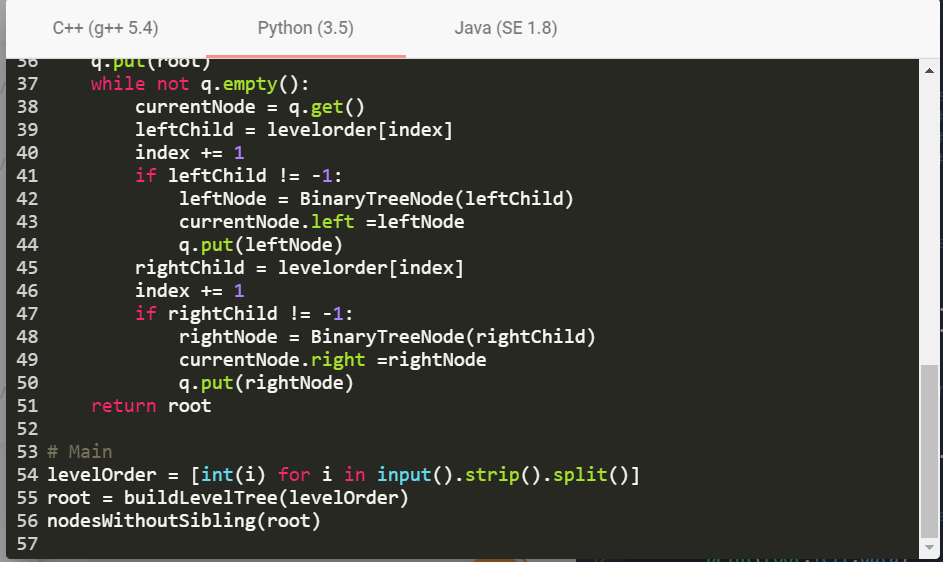 C++ (g++ 5.4) Python (3.5) Java (SE 1.8)
36     q.put(root)
37     while not q.empty():
38         currentNode = q.get()
39         leftChild = levelorder[index]
40         index += 1
41         if leftChild != -1:
42             leftNode = BinaryTreeNode(leftChild)
43             currentNode.left =leftNode
44             q.put(leftNode)
45         rightChild = levelorder[index]
46         index += 1
47         if rightChild != -1:
48             rightNode = BinaryTreeNode(rightChild)
49             currentNode.right =rightNode
50             q.put(rightNode)
51     return root
52
53 # Main
54 levelOrder = [int(i) for i in input().strip().split()]
55 root = buildLevelTree(levelOrder)
56 nodesWithoutSibling(root)
57